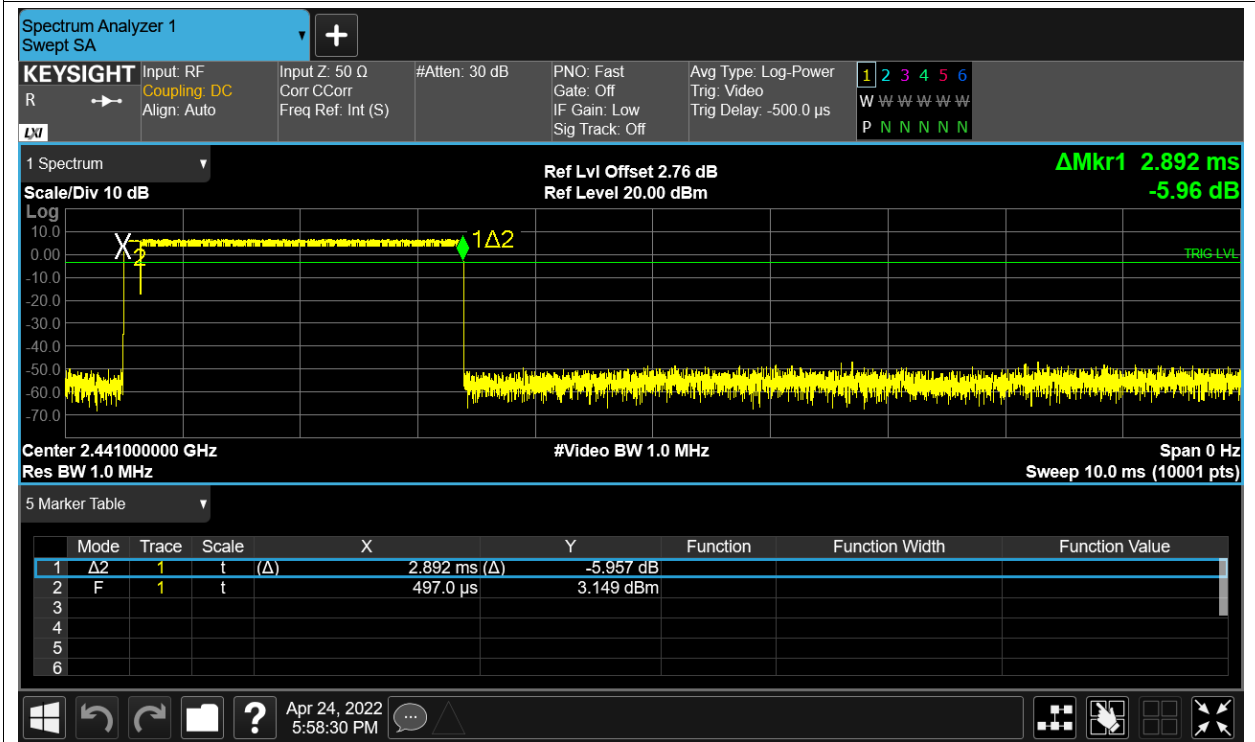 Spectrum Analyzer 1
Swept SA
+
KEYSIGHT Input: RF Input Z: 50 Ω #Atten: 30 dB PNO: Fast Avg Type: Log-Power 1 2 3 4 5 6
R Coupling: DC Corr CCorr Gate: Off Trig: Video W W W W W W
Align: Auto Freq Ref: Int (S) IF Gain: Low Trig Delay: -500.0 µs
LXI Sig Track: Off P N N N N N
1 Spectrum Ref Lvl Offset 2.76 dB ΔMkr1 2.892 ms
Scale/Div 10 dB Ref Level 20.00 dBm -5.96 dB
Log
10.0
X 2 1Δ2
0.00 TRIG LVL
-10.0
-20.0
-30.0
-40.0
-50.0
-60.0
-70.0
Center 2.441000000 GHz #Video BW 1.0 MHz Span 0 Hz
Res BW 1.0 MHz Sweep 10.0 ms (10001 pts)
5 Marker Table
Mode Trace Scale X Y Function Function Width Function Value
1 Δ2 1 t (Δ) 2.892 ms (Δ) -5.957 dB
2 F 1 t 497.0 µs 3.149 dBm
3
4
5
6
? Apr 24, 2022
5:58:30 PM